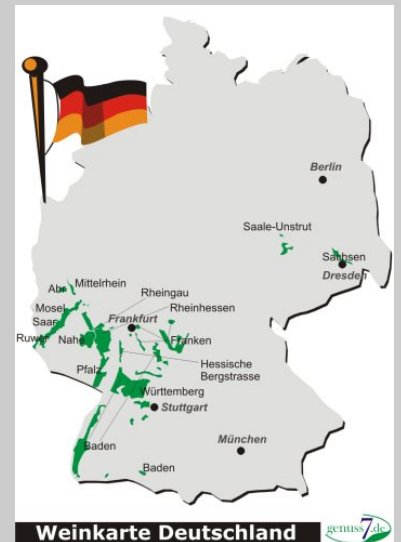 Berlin
Saale-Unstrut
Sachsen
Dresden
Ahr
Mittelrhein
Rheingau
Mosel
Rheinhessen
Saar
Frankfurt
Ruwer
Nahe
Franken
Pfalz
Hessische
Bergstrasse
Württemberg
Stuttgart
Baden
München
Baden
Weinkarte Deutschland
genuss7.de